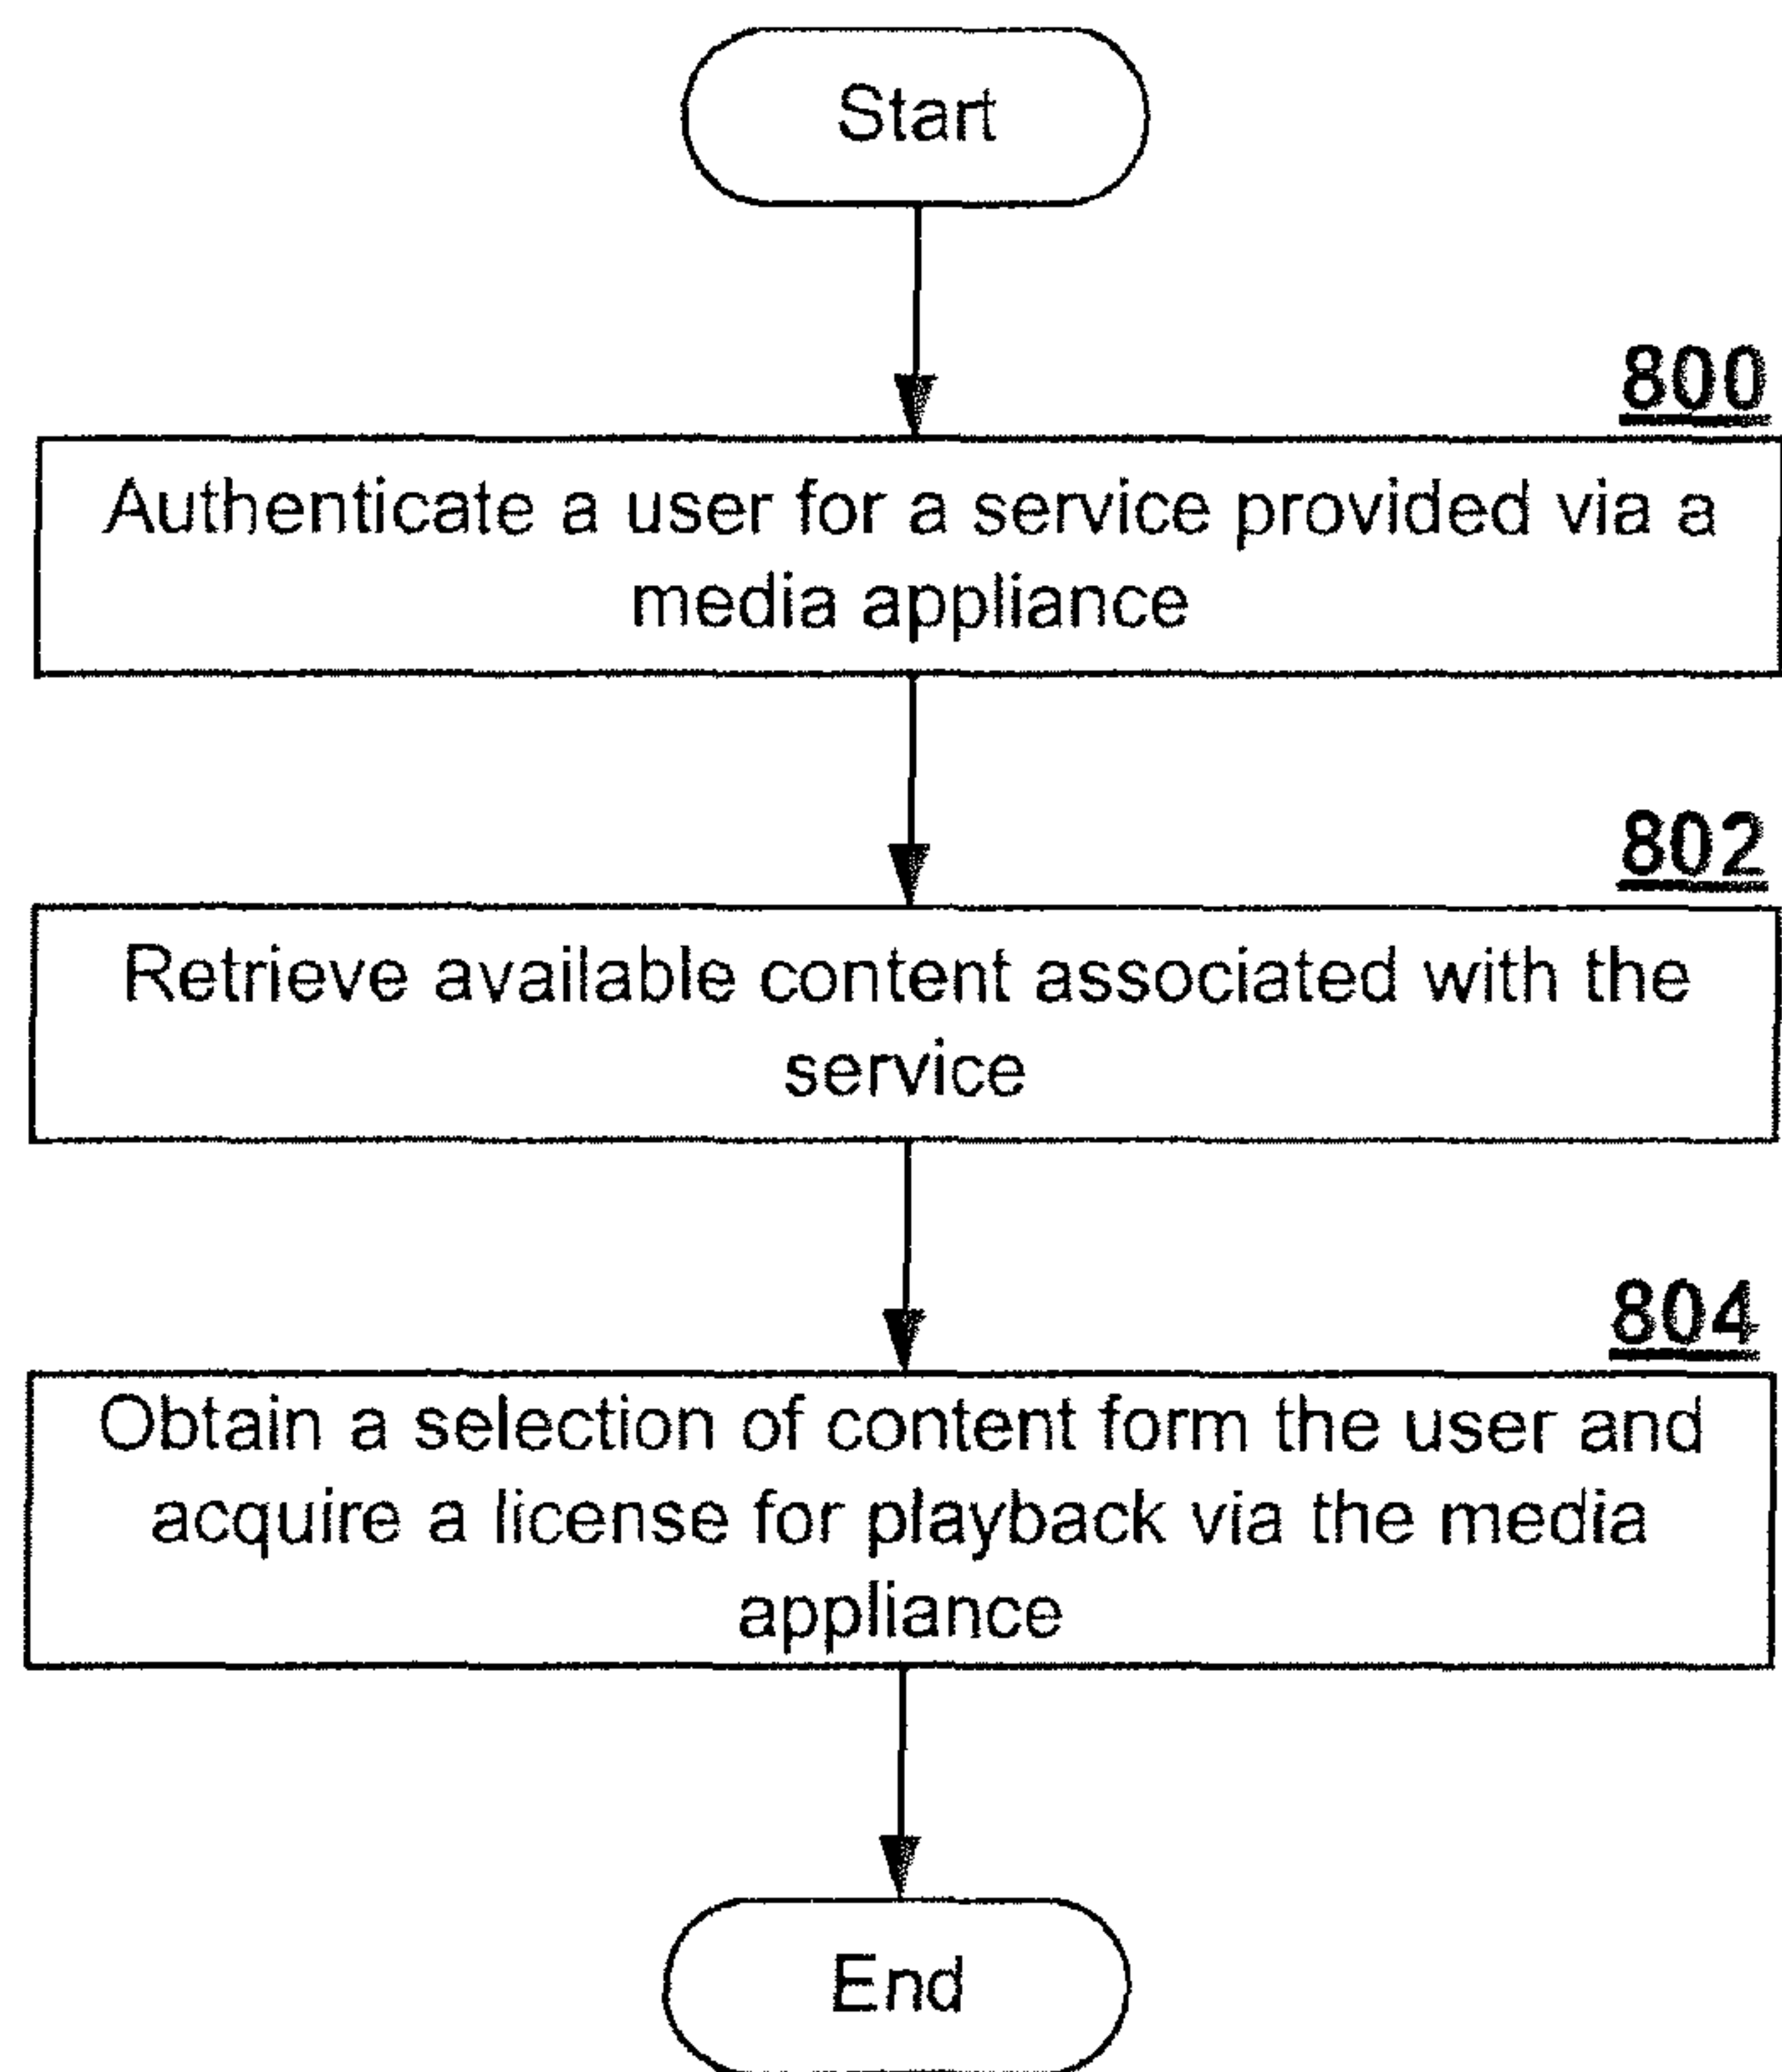 Start
800
Authenticate a user for a service provided via a
media appliance
802
Retrieve available content associated with the
service
804
Obtain a selection of content form the user and
acquire a license for playback via the media
appliance
End